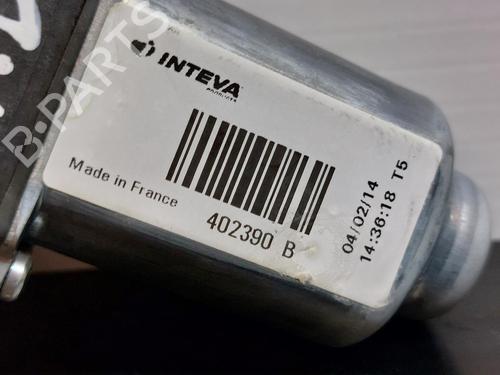 INTEVA
PRODUCTS
Made in France
402390 B
04/02/14
14:36:18 T5
B-PARTS